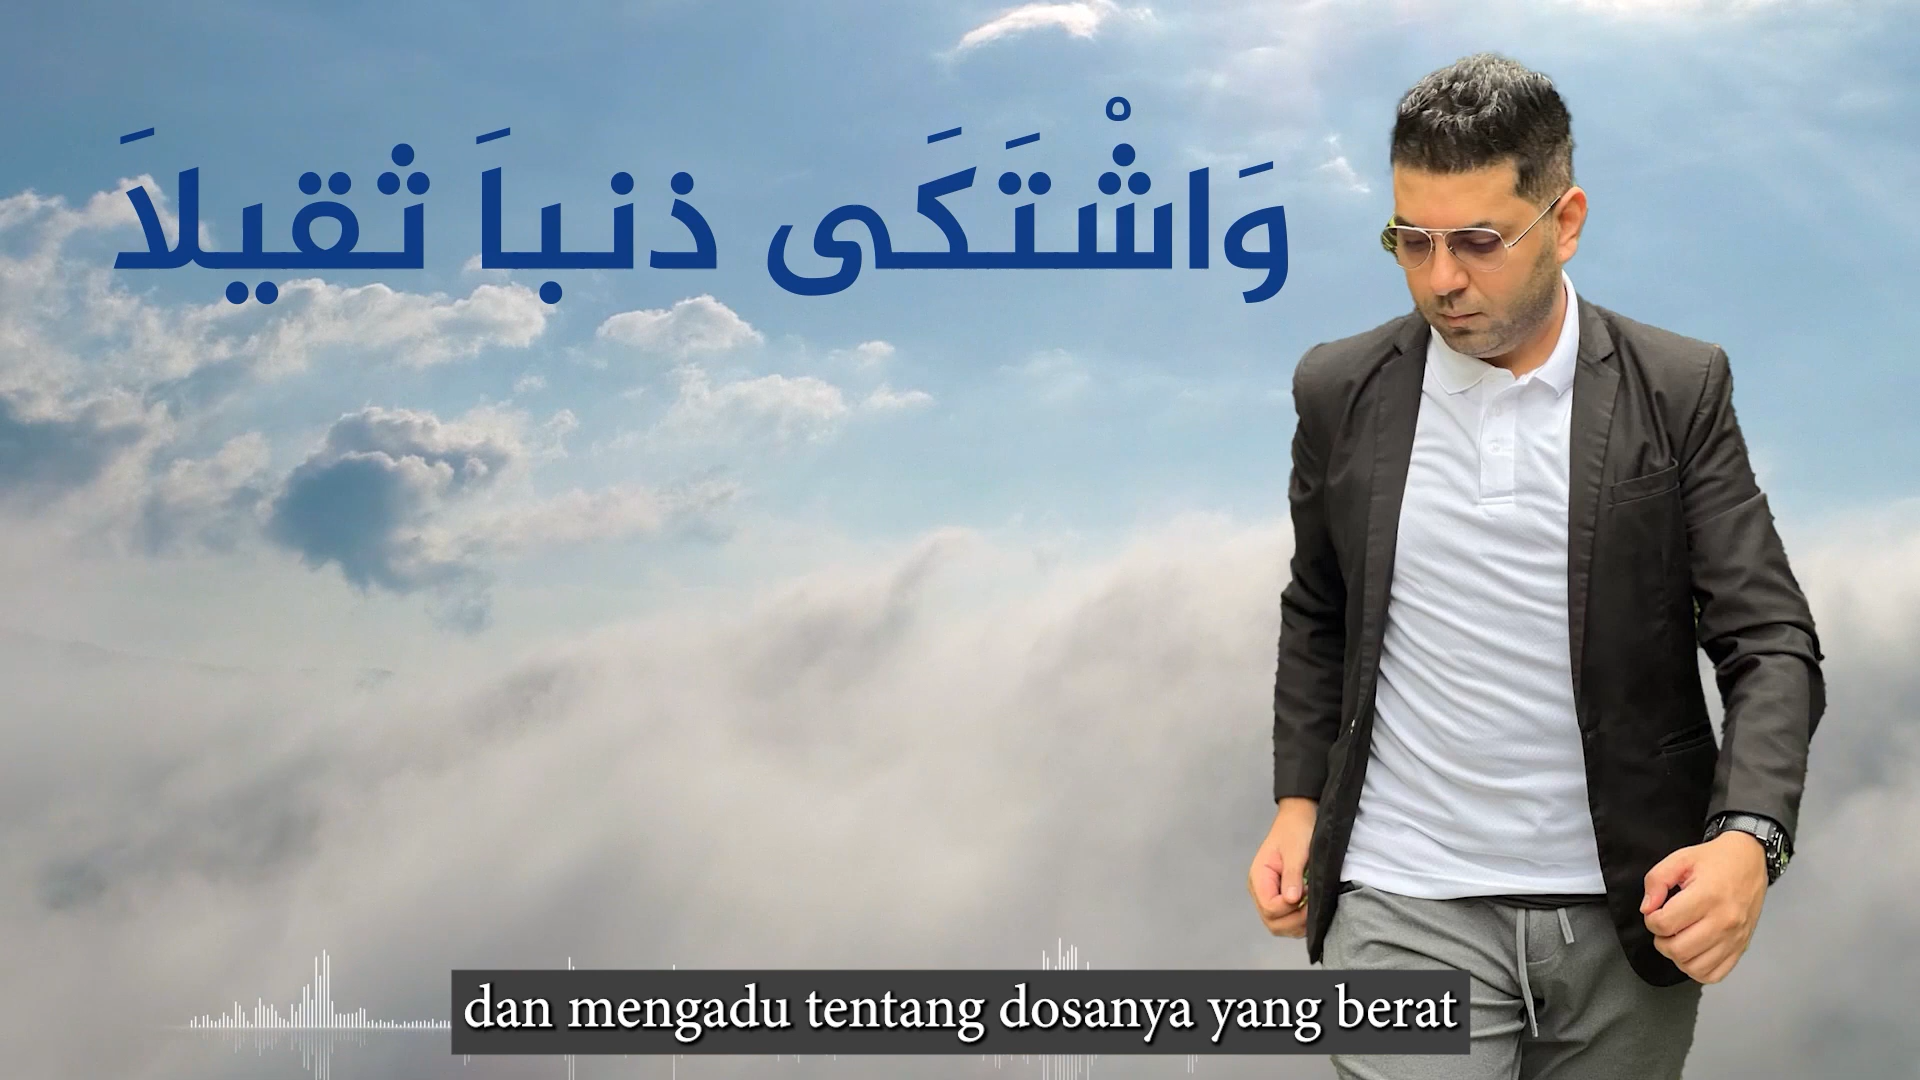 وَاشْتَكَى ذنباَ ثقيلاَ
dan mengadu tentang dosanya yang berat